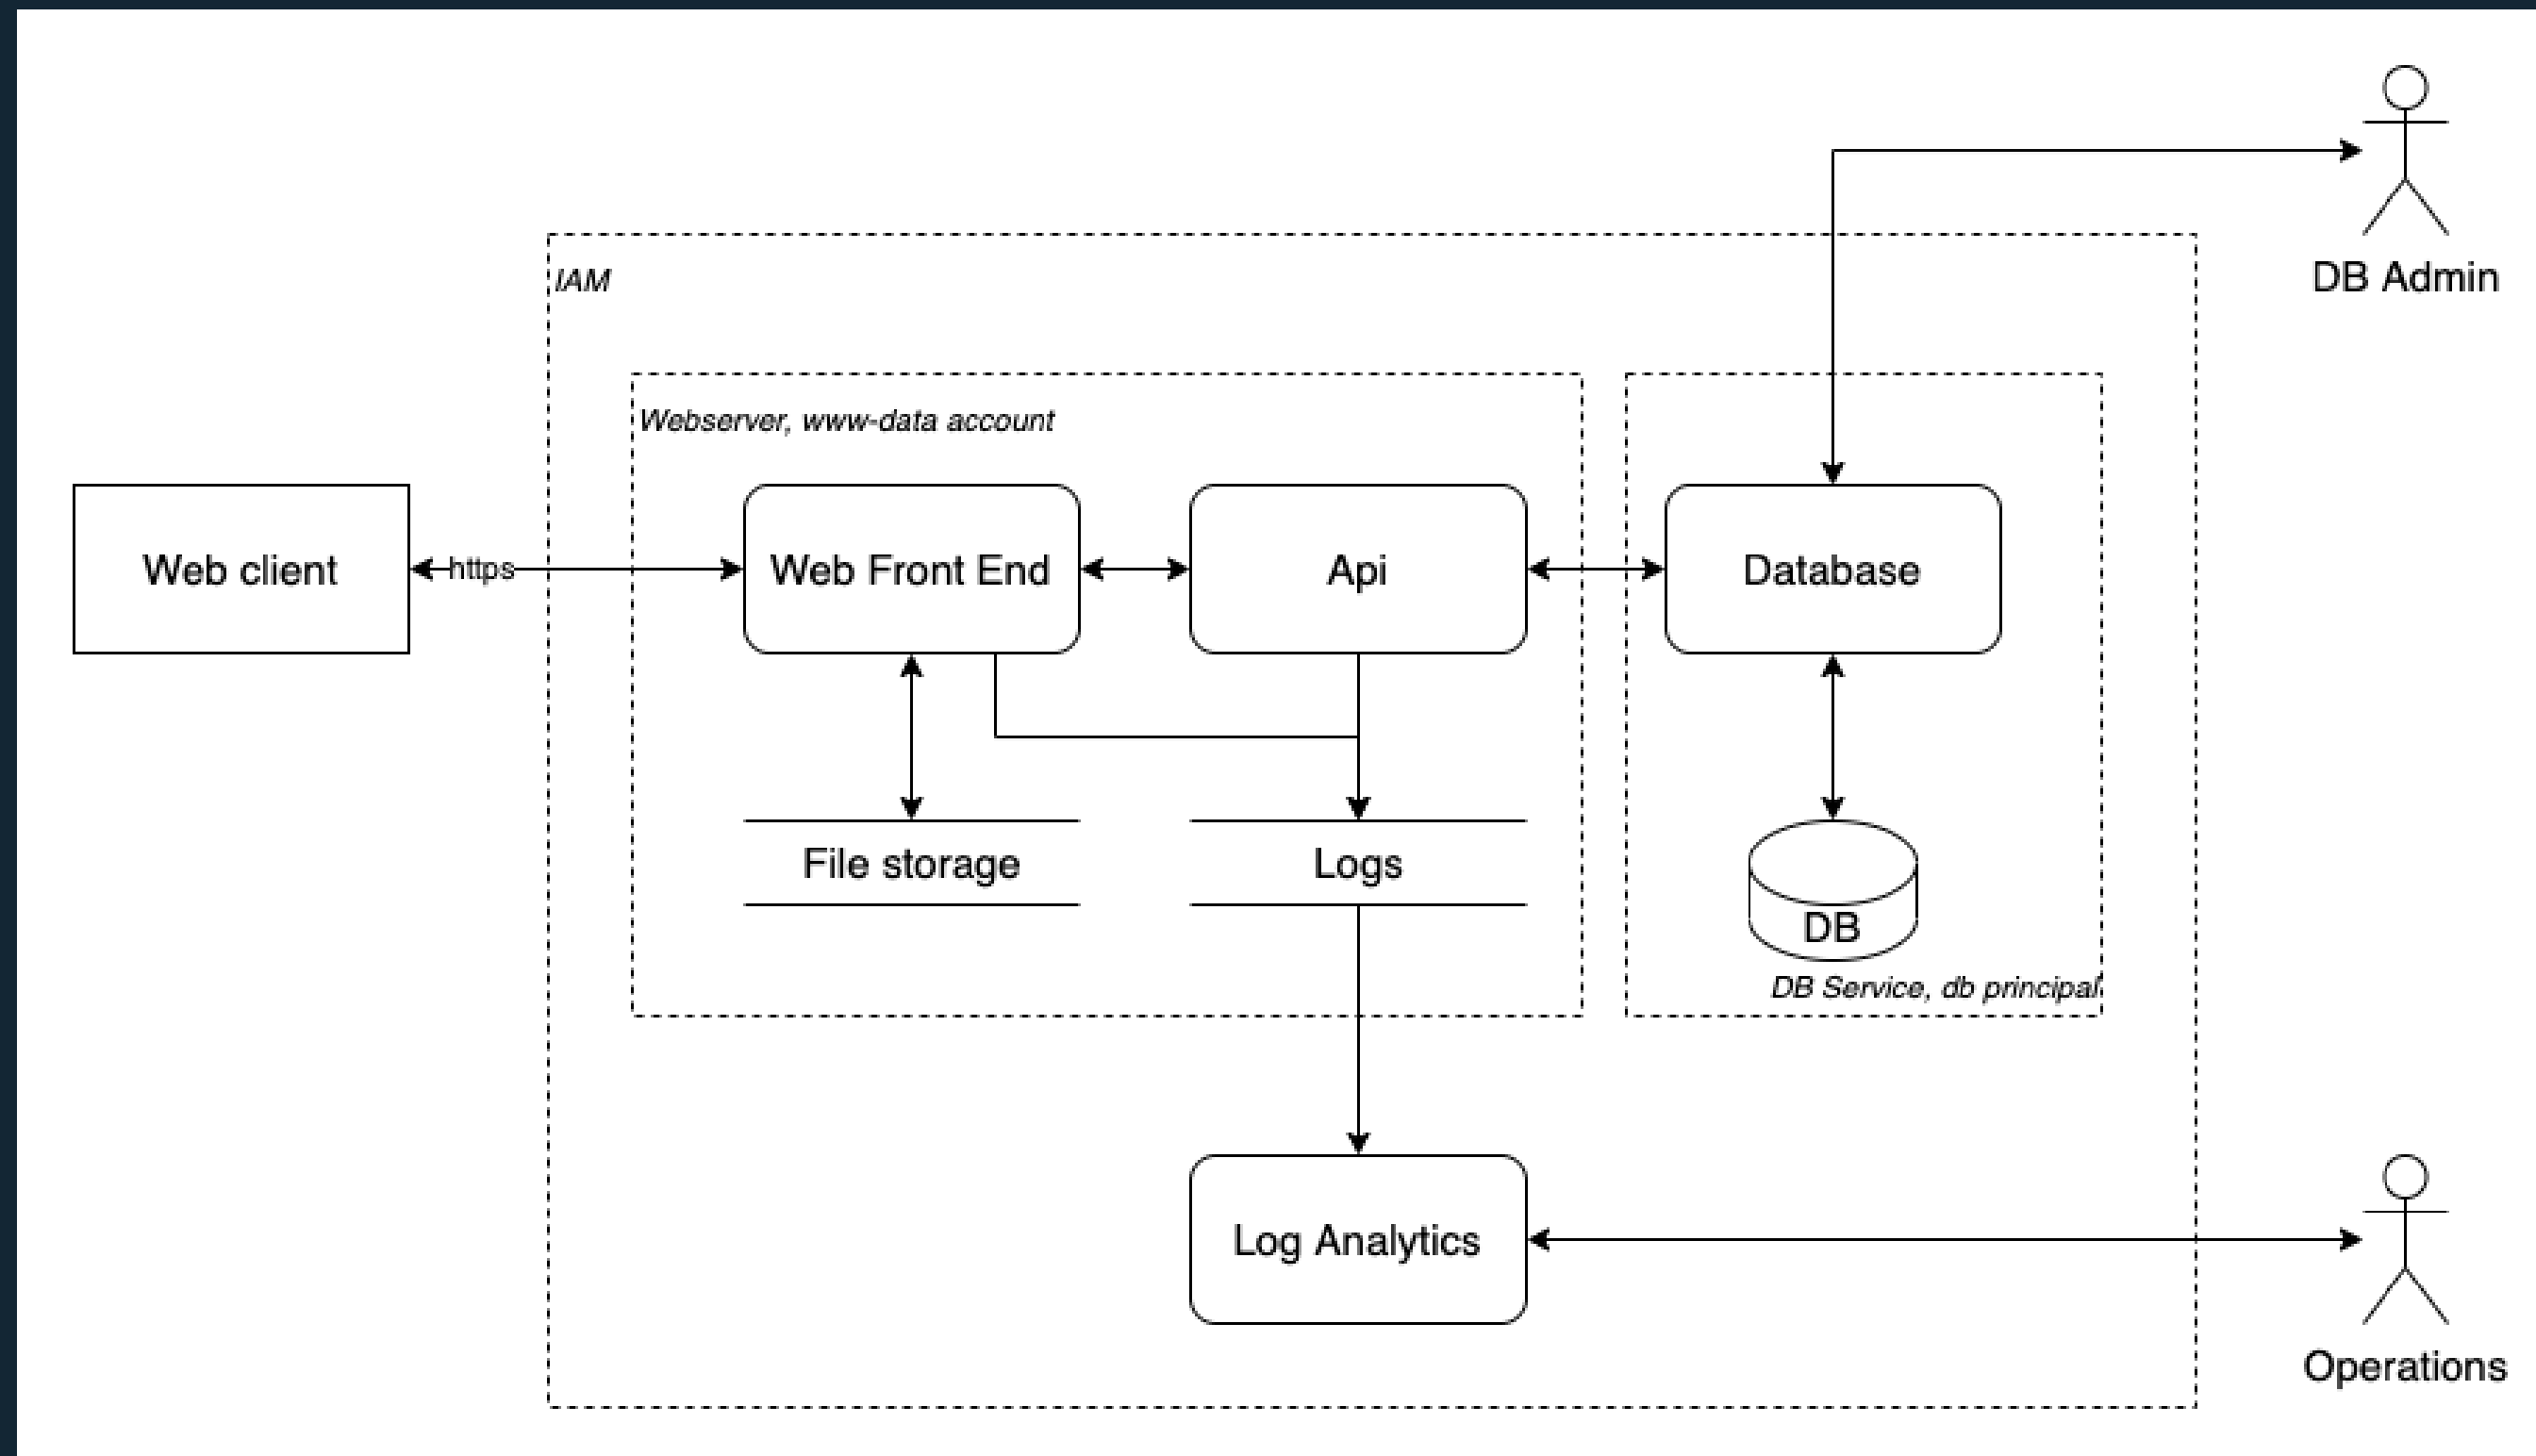 DB Admin
IAM
Webserver, www-data account
Web client
https
Web Front End
Api
Database
File storage
Logs
DB
DB Service, db principal
Log Analytics
Operations